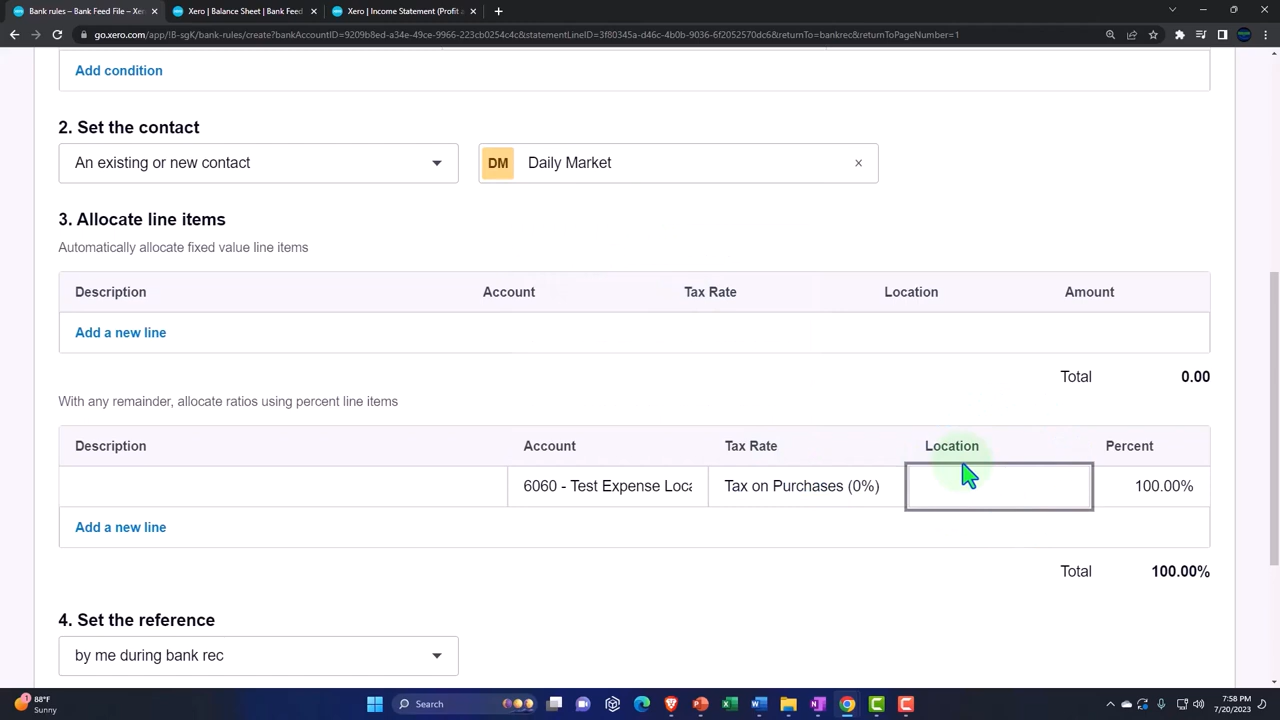 Bank rules – Xero
Xero | Balance Sheet | Bank Feed
Xero | Income Statement (Profit a
go.xero.com/app/!B-sgK/bank-rules/create?bankAccountID=9209b8ed-a34e-49ce-9966-223cb0254cfc&statementLineID=3f80345a-d46c-4b0b-9036-6f2052570dc6&returnTo=bankrec&returnToPageNumber=1
Add condition
2. Set the contact
An existing or new contact
DM Daily Market
3. Allocate line items
Automatically allocate fixed value line items
Description Account Tax Rate Location Amount
Add a new line
Total 0.00
With any remainder, allocate ratios using percent line items
Description Account Tax Rate Location Percent
6060 - Test Expense Loca Tax on Purchases (0%) 100.00%
Add a new line
Total 100.00%
4. Set the reference
by me during bank rec
88°F
Sunny
Search
7:58 PM
7/20/2023